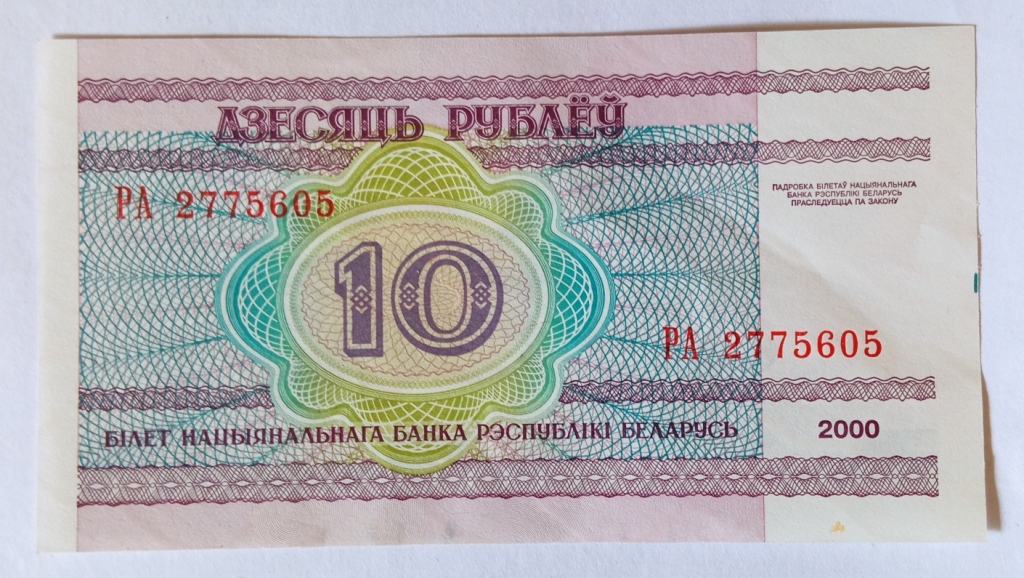 ДЗЕСЯЦЬ РУБЛЁЎ
РА 2775605
ПАДРОБКА БІЛЕТАЎ НАЦЫЯНАЛЬНАГА
БАНКА РЭСПУБЛІКІ БЕЛАРУСЬ
ПРАСЛЕДУЕЦЦА ПА ЗАКОНУ
10
РА 2775605
БІЛЕТ НАЦЫЯНАЛЬНАГА БАНКА РЭСПУБЛІКІ БЕЛАРУСЬ
2000